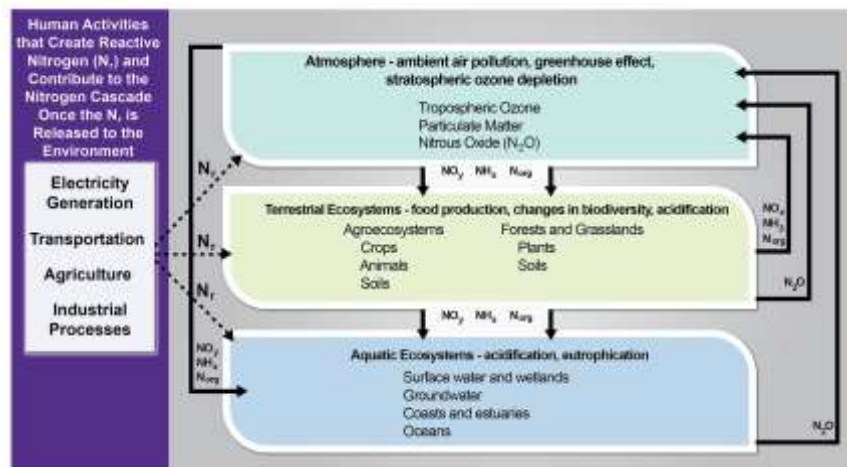 Human Activities
that Create Reactive
Nitrogen (Nr) and
Contribute to the
Nitrogen Cascade
Once the Nr is
Released to the
Environment
Electricity
Generation
Transportation
Agriculture
Industrial
Processes
Nr
Nr
Nr
Atmosphere - ambient air pollution, greenhouse effect,
stratospheric ozone depletion
Tropospheric Ozone
Particulate Matter
Nitrous Oxide (N₂O)
NOy NHx Norg
Terrestrial Ecosystems - food production, changes in biodiversity, acidification
Agroecosystems
Crops
Animals
Soils
Forests and Grasslands
Plants
Soils
NOy NHx Norg
Aquatic Ecosystems - acidification, eutrophication
Surface water and wetlands
Groundwater
Coasts and estuaries
Oceans
NOy
NHx
Norg
NOx
NH3
Norg
N₂O
N₂O